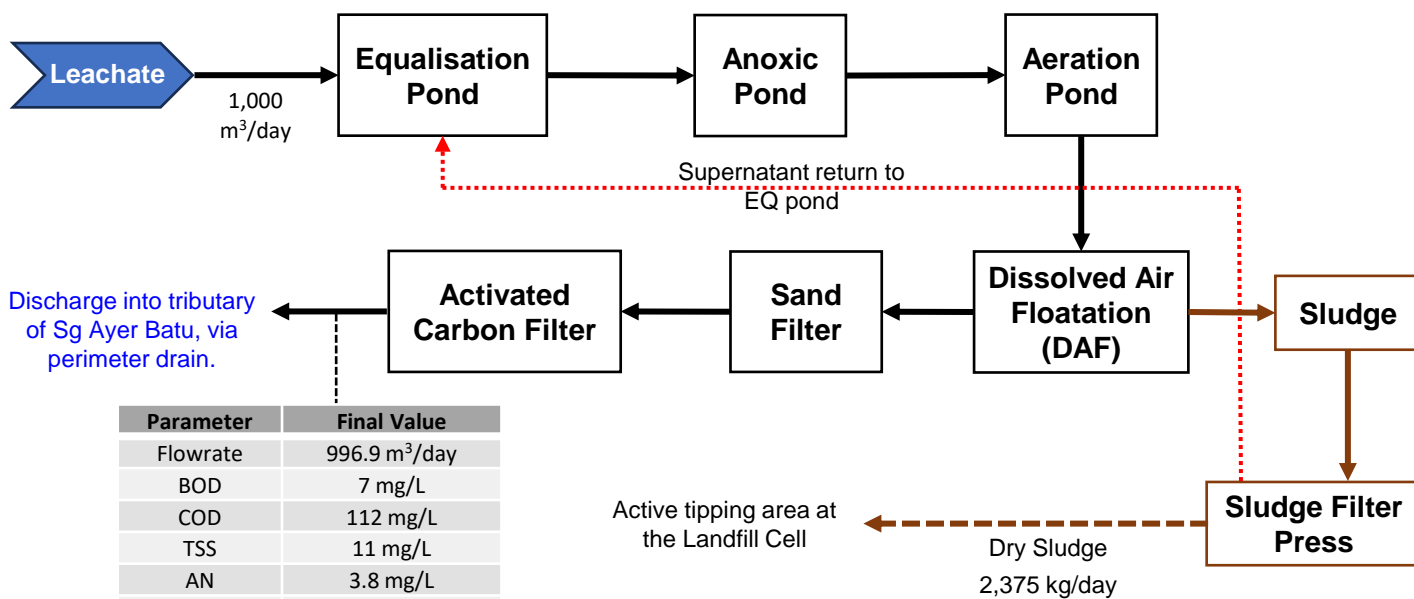 Leachate
1,000
m³/day
Equalisation
Pond
Anoxic
Pond
Aeration
Pond
Supernatant return to
EQ pond
Discharge into tributary
of Sg Ayer Batu, via
perimeter drain.
Activated
Carbon Filter
Sand
Filter
Dissolved Air
Floatation
(DAF)
Sludge
Parameter Final Value
Flowrate 996.9 m³/day
BOD 7 mg/L
COD 112 mg/L
TSS 11 mg/L
AN 3.8 mg/L
Active tipping area at
the Landfill Cell
Dry Sludge
2,375 kg/day
Sludge Filter
Press